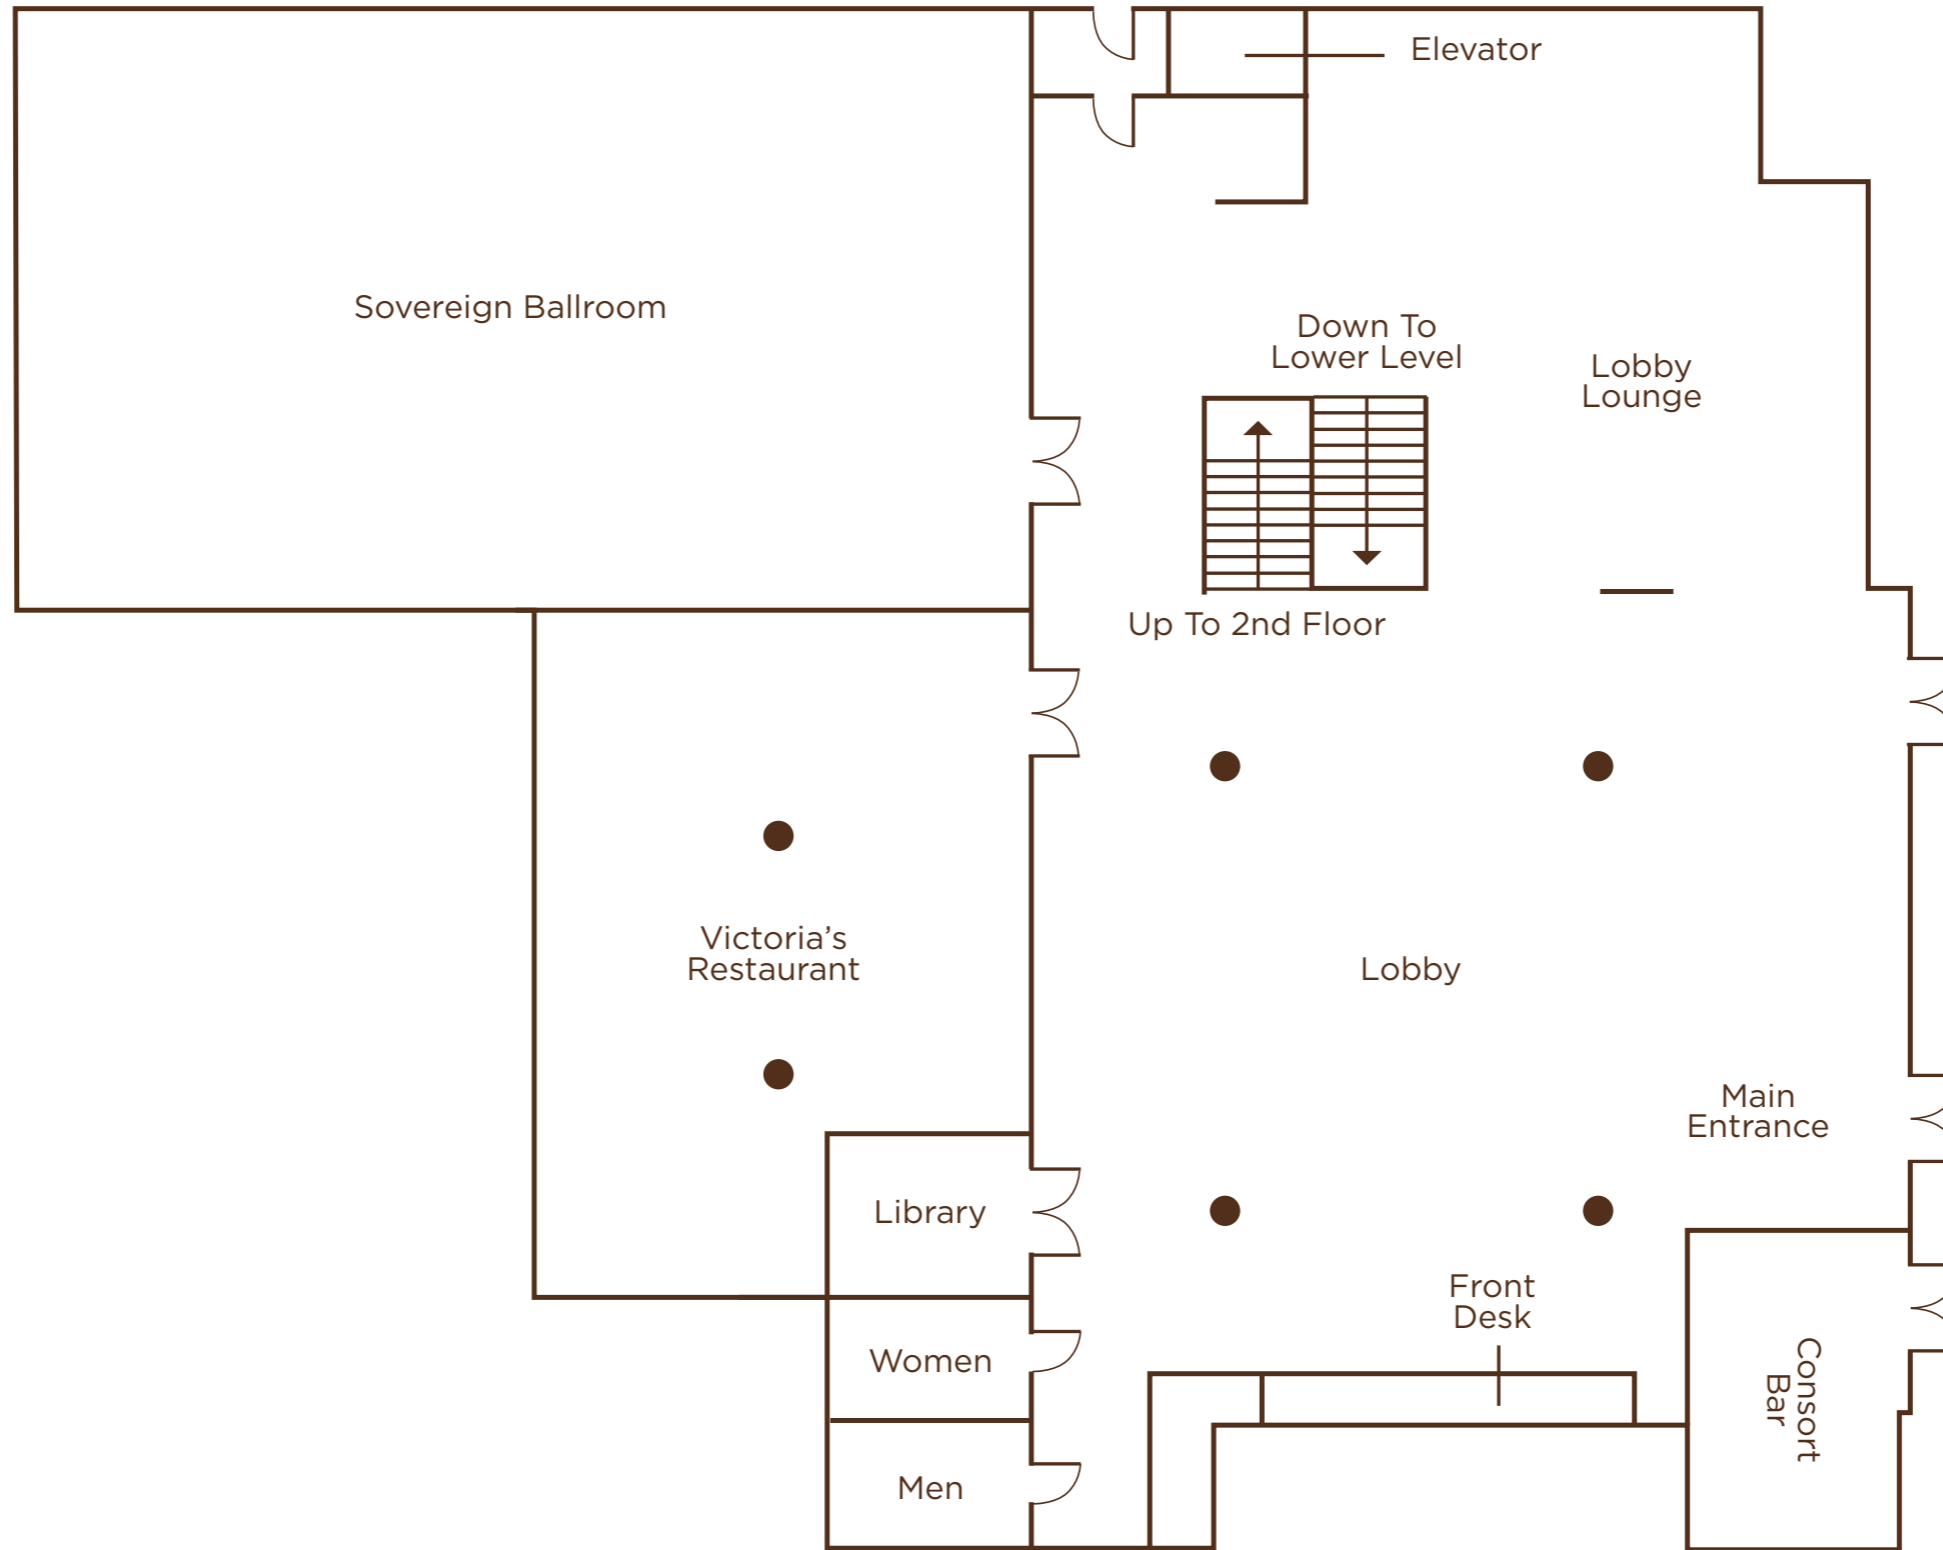 Elevator
Sovereign Ballroom
Down To
Lower Level
Lobby
Lounge
Up To 2nd Floor
Victoria’s
Restaurant
Lobby
Main
Entrance
Library
Front
Desk
Women
Consort
Bar
Men